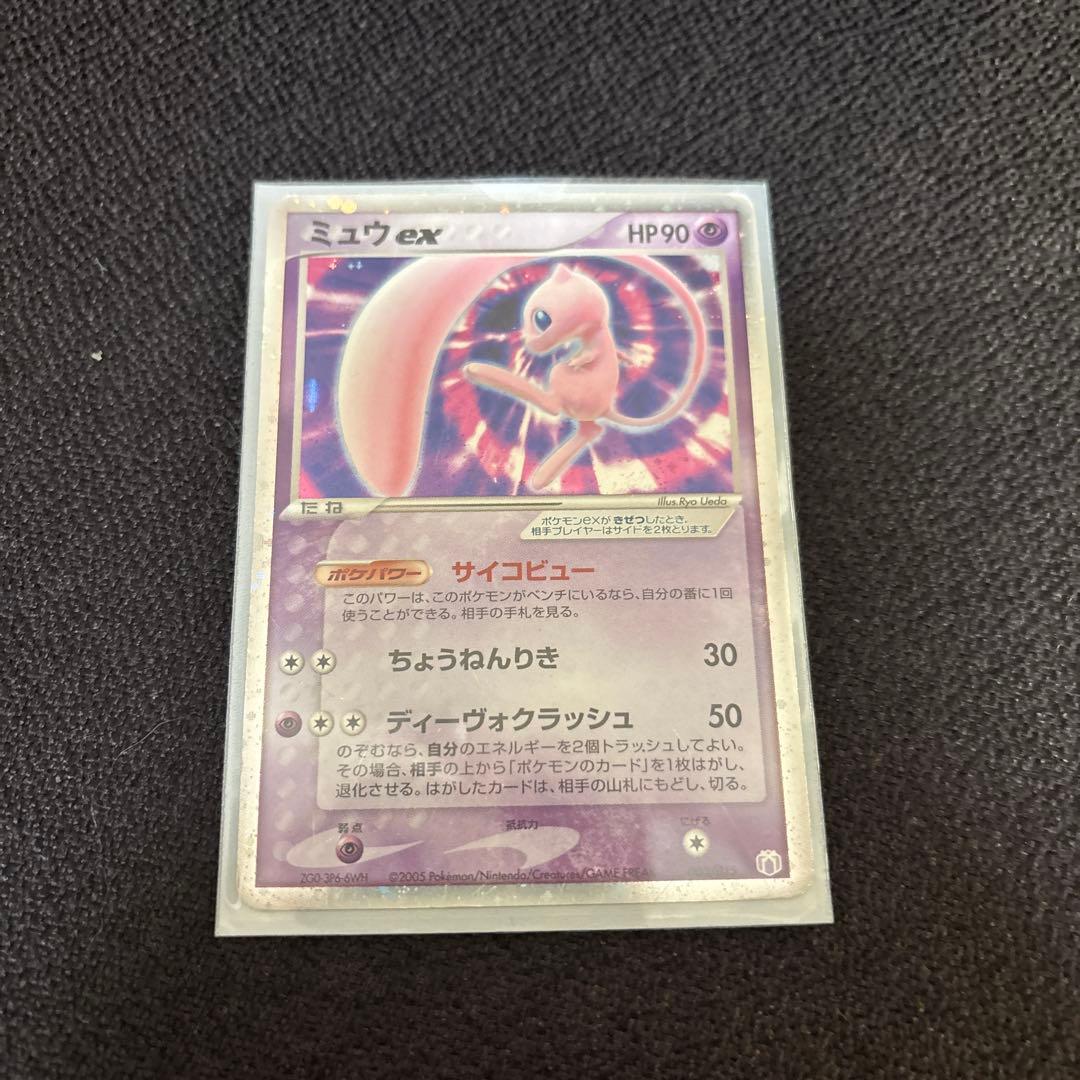 ミュウex HP90
たね Illus.Ryo Ueda
ポケモンexが きぜつしたとき、
相手プレイヤーはサイドを2枚とります。
ポケパワー サイコビュー
このパワーは、このポケモンがベンチにいるなら、自分の番に1回
使うことができる。相手の手札を見る。
ちょうねんりき 30
ディーヴォクラッシュ 50
のぞむなら、自分のエネルギーを2個トラッシュしてよい。
その場合、相手の上から「ポケモンのカード」を1枚はがし、
退化させる。はがしたカードは、相手の山札にもどし、切る。
弱点 抵抗力 にげる
ZG0-3P6-6WH ©2005 Pokémon/Nintendo/Creatures/GAME FREAK